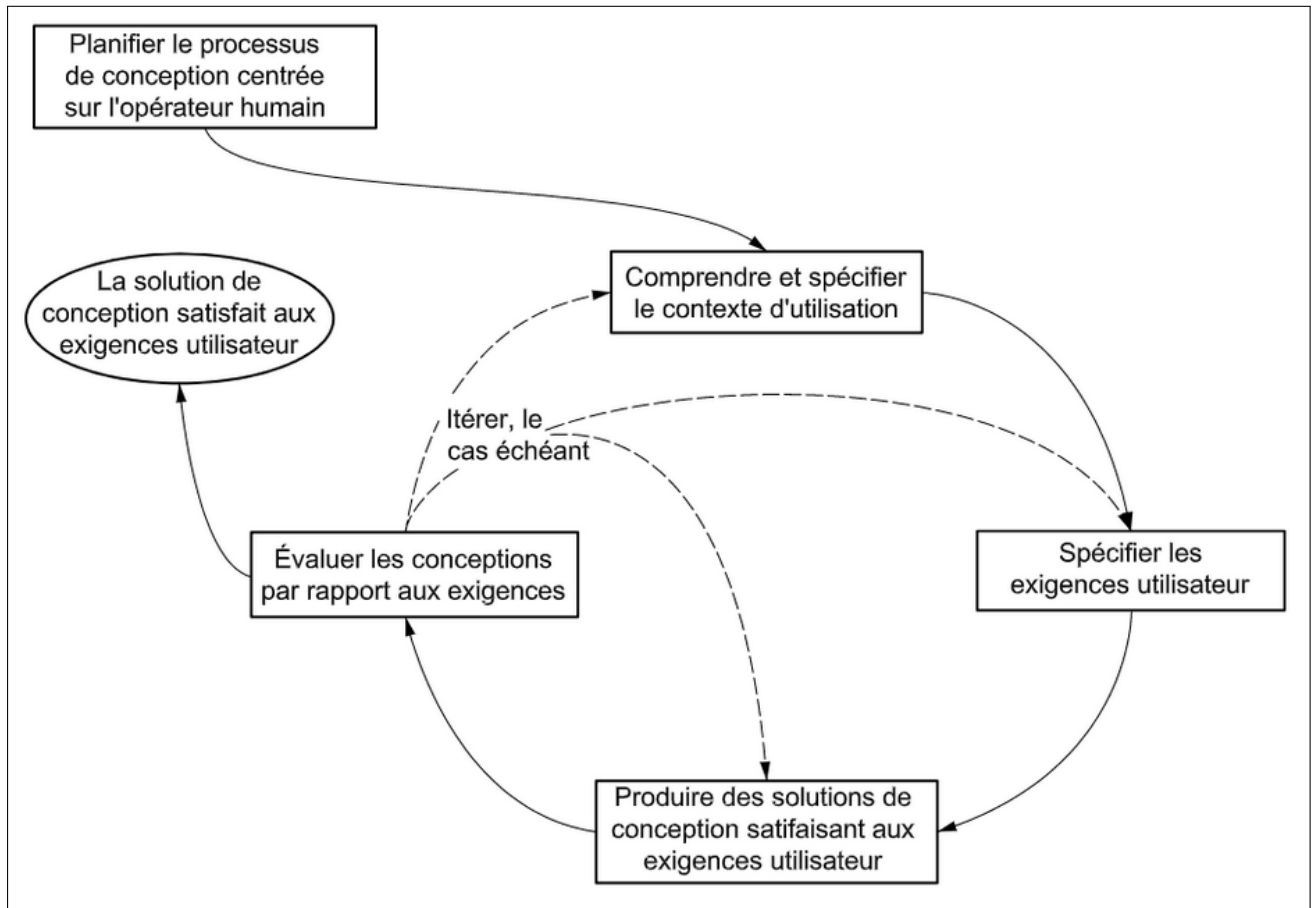 Planifier le processus
de conception centrée
sur l'opérateur humain
Comprendre et spécifier
le contexte d'utilisation
La solution de
conception satisfait aux
exigences utilisateur
Itérer, le
cas échéant
Évaluer les conceptions
par rapport aux exigences
Spécifier les
exigences utilisateur
Produire des solutions de
conception satifaisant aux
exigences utilisateur